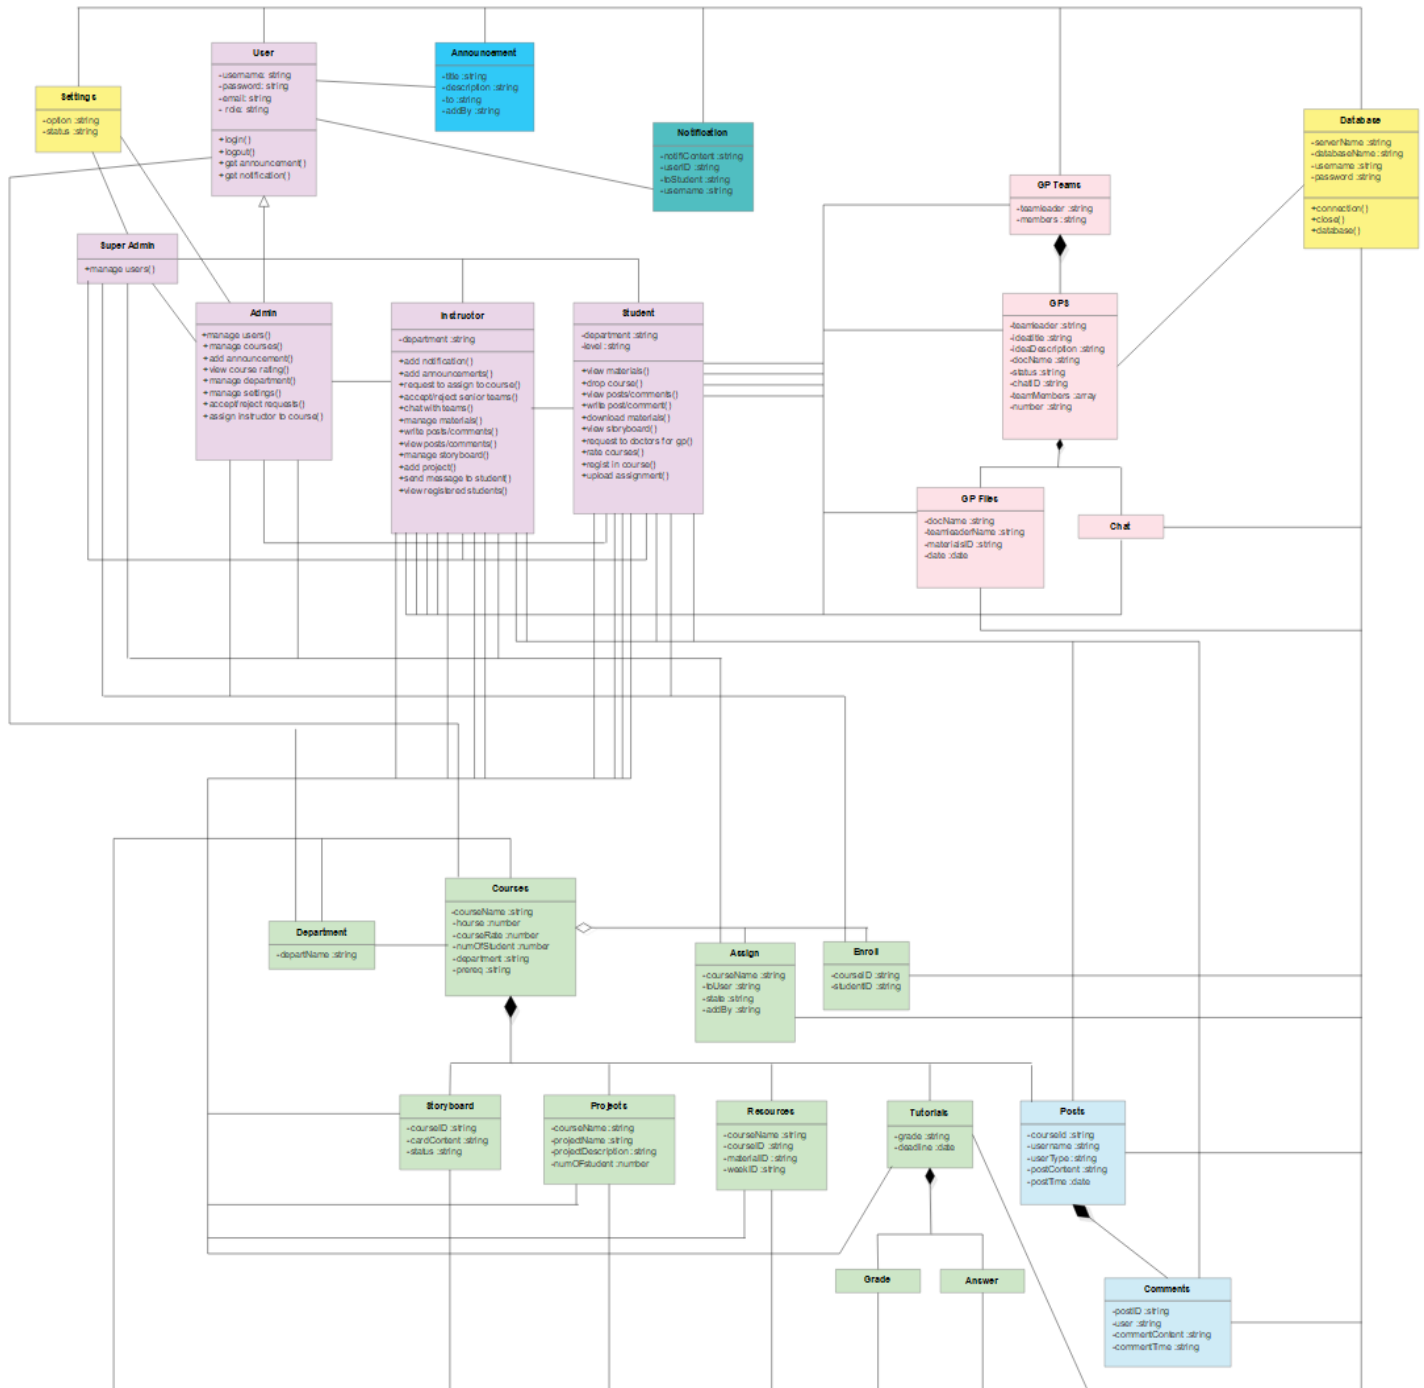 User
-username: string
-password: string
-email: string
- role: string
+login()
+logout()
+get announcement()
+get notification()
Announcement
-title :string
-description :string
-to :string
-addBy :string
Settings
-option :string
-status :string
Notification
-notifiContent :string
-userID :string
-toStudent :string
-username :string
Database
-serverName :string
-databaseName :string
-username :string
-password :string
+connection()
+close()
+database()
GP Teams
-teamleader :string
-members :string
Super Admin
+manage users()
Admin
+manage users()
+manage courses()
+add announcement()
+view course rating()
+manage department()
+manage settings()
+accept/reject requests()
+assign instructor to course()
Instructor
-department :string
+add notification()
+add announcements()
+request to assign to course()
+accept/reject senior teams()
+chat with teams()
+manage materials()
+write posts/comments()
+view posts/comments()
+manage storyboard()
+add project()
+send message to student()
+view registered students()
Student
-department :string
-level :string
+view materials()
+drop course()
+view posts/comments()
+write post/comment()
+download materials()
+view storyboard()
+request to doctors for gp()
+rate courses()
+regist in course()
+upload assignment()
GPS
-teamleader :string
-ideatitle :string
-ideaDescription :string
-docName :string
-status :string
-chatID :string
-teamMembers :array
-number :string
GP Files
-docName :string
-teamleaderName :string
-materialsID :string
-date :date
Chat
Courses
-courseName :string
-hourse :number
-courseRate :number
-numOfStudent :number
-department :string
-prereq :string
Department
-departName :string
Assign
-courseName :string
-toUser :string
-state :string
-addBy :string
Enroll
-courseID :string
-studentID :string
Storyboard
-courseID :string
-cardContent :string
-status :string
Projects
-courseName :string
-projectName :string
-projectDescription :string
-numOFstudent :number
Resources
-courseName :string
-courseID :string
-materialID :string
-weekID :string
Tutorials
-grade :string
-deadline :date
Posts
-courseId :string
-username :string
-userType :string
-postContent :string
-postTime :date
Grade
Answer
Comments
-postID :string
-user :string
-commentContent :string
-commentTime :string